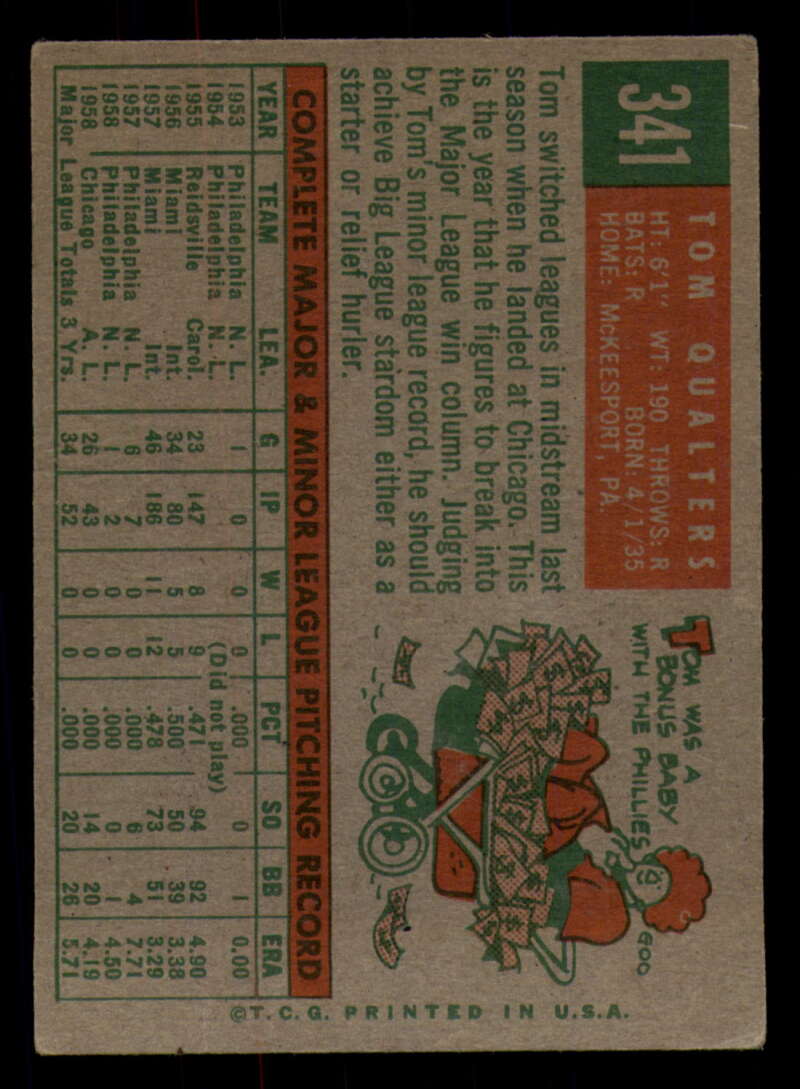 341
TOM QUALTERS
HT: 6'1" WT: 190 THROWS: R
BATS: R BORN: 4/1/35
HOME: McKEESPORT, PA.
Tom switched leagues in midstream last
season when he landed at Chicago. This
is the year that he figures to break into
the Major League win column. Judging
by Tom's minor league record, he should
achieve Big League stardom either as a
starter or relief hurler.
TOM WAS A
BONUS BABY
WITH THE PHILLIES
GOO
COMPLETE MAJOR & MINOR LEAGUE PITCHING RECORD
YEAR TEAM LEA. G IP W L PCT SO BB ERA
1953 Philadelphia N. L. 1 0 0 0 .000 0 1 0.00
1954 Philadelphia N. L. (Did not play)
1955 Reidsville Carol. 23 147 8 9 .471 94 92 4.90
1956 Miami Int. 34 80 5 5 .500 50 39 3.38
1957 Miami Int. 46 186 11 12 .478 73 51 3.29
1957 Philadelphia N. L. 6 7 0 0 .000 6 4 7.71
1958 Philadelphia N. L. 1 2 0 0 .000 0 1 4.50
1958 Chicago A. L. 26 43 0 0 .000 14 20 4.19
Major League Totals 3 Yrs. 34 52 0 0 .000 20 26 5.71
© T. C. G. PRINTED IN U.S.A.